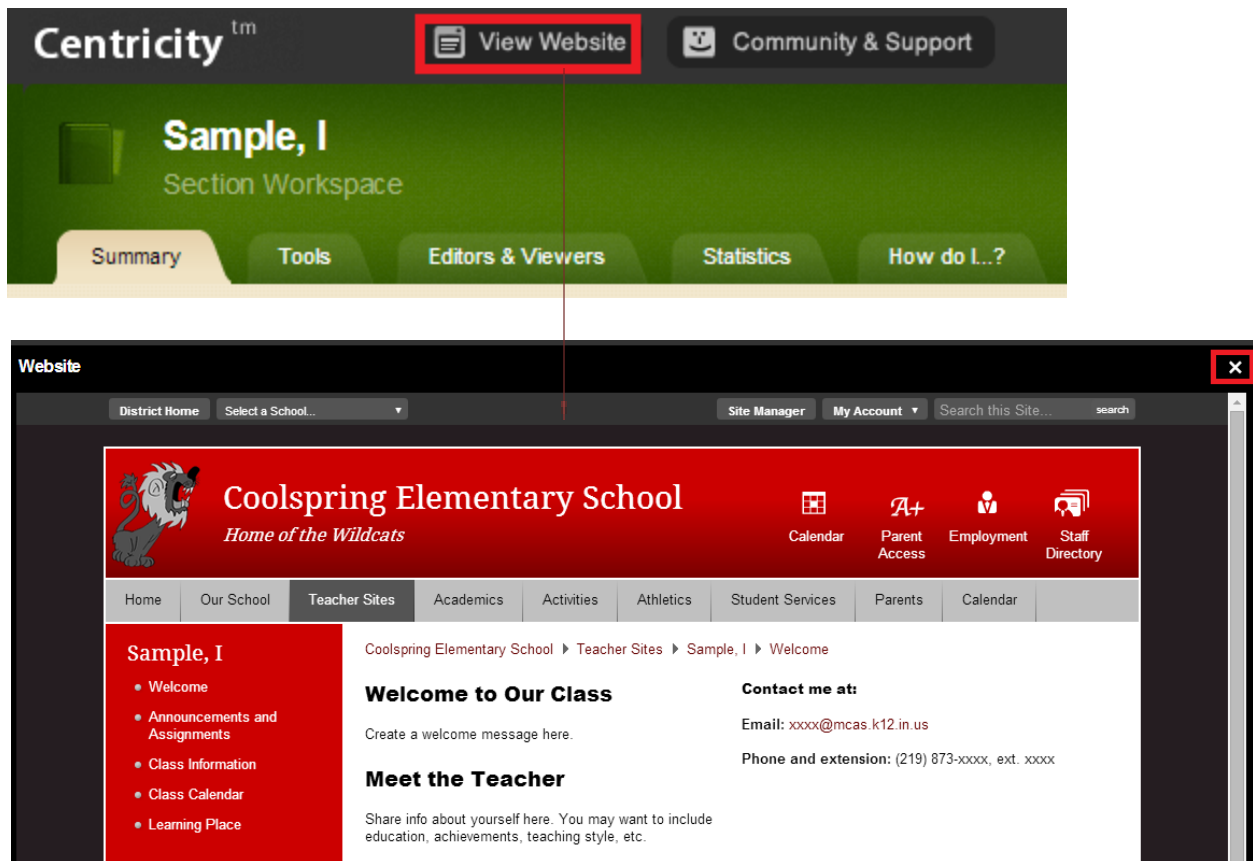 Centricity tm
View Website
Community & Support
Sample, I
Section Workspace
Summary
Tools
Editors & Viewers
Statistics
How do I...?
Website
×
District Home
Select a School...
Site Manager
My Account
Search this Site...
search
Coolspring Elementary School
Home of the Wildcats
Calendar
A+
Parent
Access
Employment
Staff
Directory
Home
Our School
Teacher Sites
Academics
Activities
Athletics
Student Services
Parents
Calendar
Sample, I
• Welcome
• Announcements and
Assignments
• Class Information
• Class Calendar
• Learning Place
Coolspring Elementary School ▶ Teacher Sites ▶ Sample, I ▶ Welcome
Welcome to Our Class
Create a welcome message here.
Meet the Teacher
Share info about yourself here. You may want to include
education, achievements, teaching style, etc.
Contact me at:
Email: xxxx@mcas.k12.in.us
Phone and extension: (219) 873-xxxx, ext. xxxx